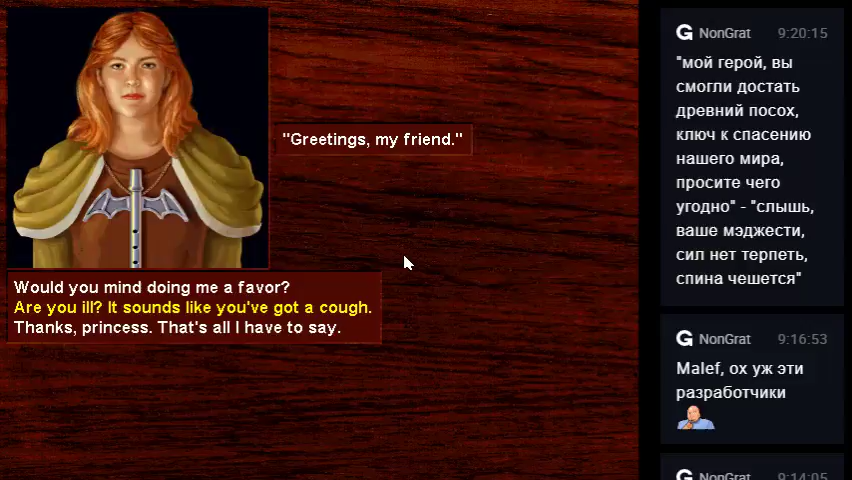 "Greetings, my friend."
Would you mind doing me a favor?
Are you ill? It sounds like you've got a cough.
Thanks, princess. That's all I have to say.
G NonGrat 9:20:15
"мой герой, вы
смогли достать
древний посох,
ключ к спасению
нашего мира,
просите чего
угодно" - "слышь,
ваше мэджести,
сил нет терпеть,
спина чешется"
G NonGrat 9:16:53
Malef, ох уж эти
разработчики
G NonGrat 9:14:05